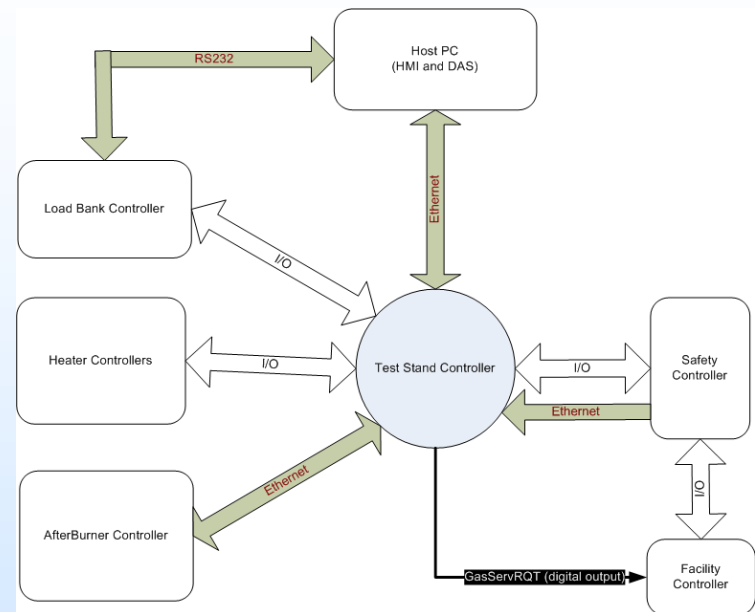 Host PC
(HMI and DAS)
RS232
Ethernet
Load Bank Controller
I/O
Heater Controllers
I/O
Test Stand Controller
I/O
Safety
Controller
Ethernet
Ethernet
I/O
AfterBurner Controller
GasServRQT (digital output)
Facility
Controller